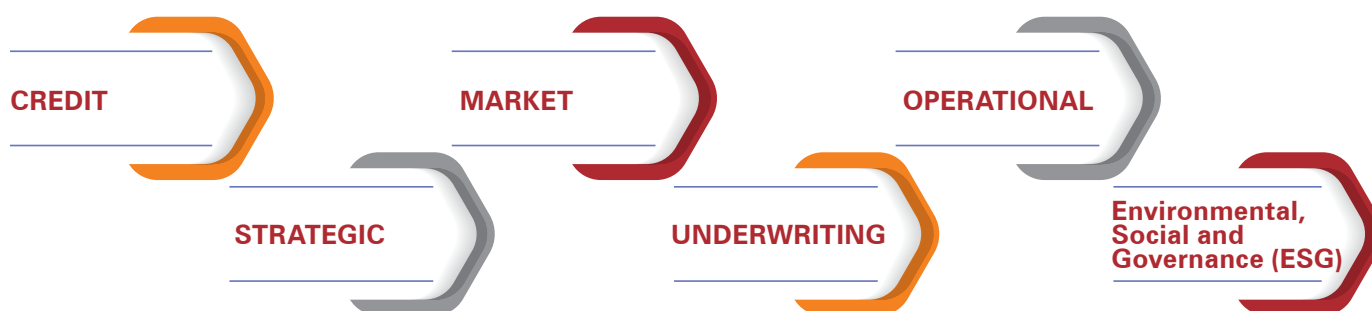 CREDIT
MARKET
OPERATIONAL
STRATEGIC
UNDERWRITING
Environmental,
Social and
Governance (ESG)